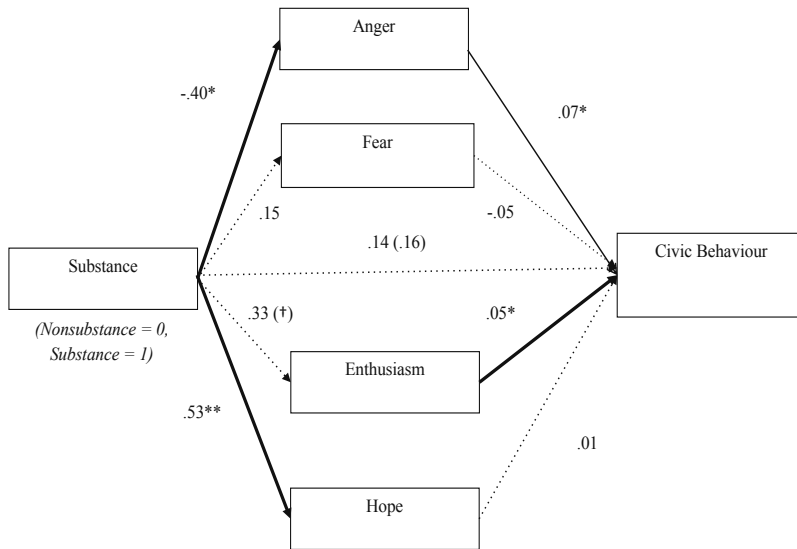 Anger
-.40*
.07*
Fear
.15
-.05
.14 (.16)
Substance
Civic Behaviour
(Nonsubstance = 0,
Substance = 1)
.33 (†)
.05*
Enthusiasm
.53**
.01
Hope